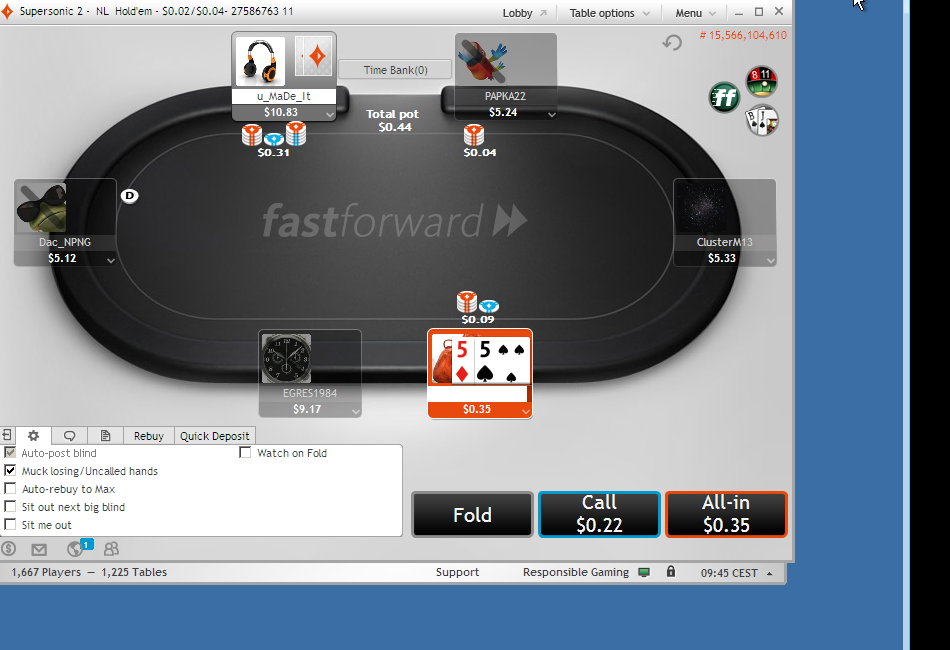 Supersonic 2 - NL Hold'em - $0.02/$0.04- 27586763 11
Lobby
Table options
Menu
# 15,566,104,610
Time Bank(0)
u_MaDe_It
$10.83
PAPKA22
$5.24
Total pot
$0.44
8 11
ff
B J
$0.31
$0.04
D
Dac_NPNG
$5.12
fastforward
ClusterM13
$5.33
$0.09
5 5
EGRES1984
$9.17
$0.35
Rebuy
Quick Deposit
Auto-post blind
Watch on Fold
Muck losing/Uncalled hands
Auto-rebuy to Max
Sit out next big blind
Sit me out
Fold
Call
$0.22
All-in
$0.35
$
1
1,667 Players — 1,225 Tables
Support
Responsible Gaming
09:45 CEST